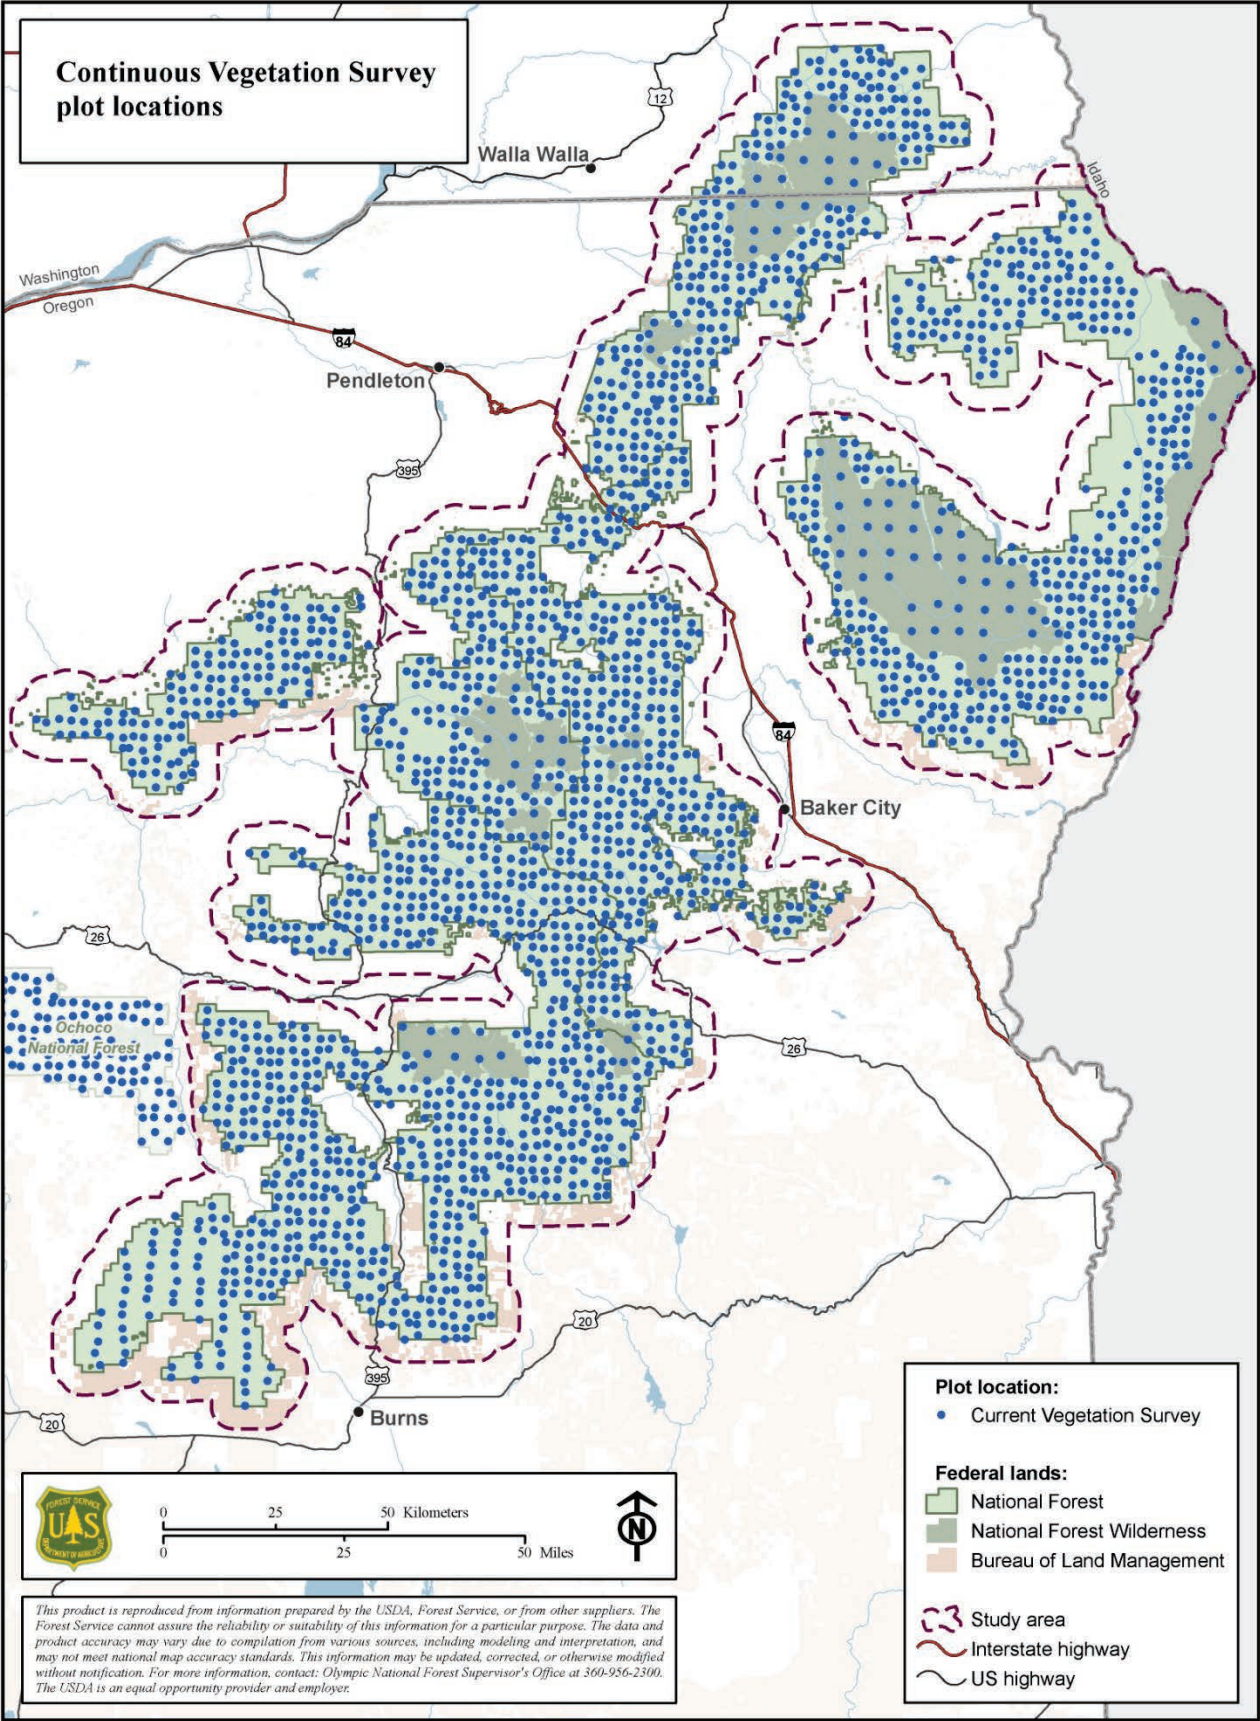 Continuous Vegetation Survey
plot locations
12
Walla Walla
Idaho
Washington
Oregon
84
Pendleton
395
84
Baker City
26
Ochoco
National Forest
26
20
395
Burns
20
Plot location:
Current Vegetation Survey
Federal lands:
National Forest
National Forest Wilderness
Bureau of Land Management
Study area
Interstate highway
US highway
FOREST SERVICE
UAS
DEPARTMENT OF AGRICULTURE
0 25 50 Kilometers
0 25 50 Miles
N
This product is reproduced from information prepared by the USDA, Forest Service, or from other suppliers. The
Forest Service cannot assure the reliability or suitability of this information for a particular purpose. The data and
product accuracy may vary due to compilation from various sources, including modeling and interpretation, and
may not meet national map accuracy standards. This information may be updated, corrected, or otherwise modified
without notification. For more information, contact: Olympic National Forest Supervisor's Office at 360-956-2300.
The USDA is an equal opportunity provider and employer.